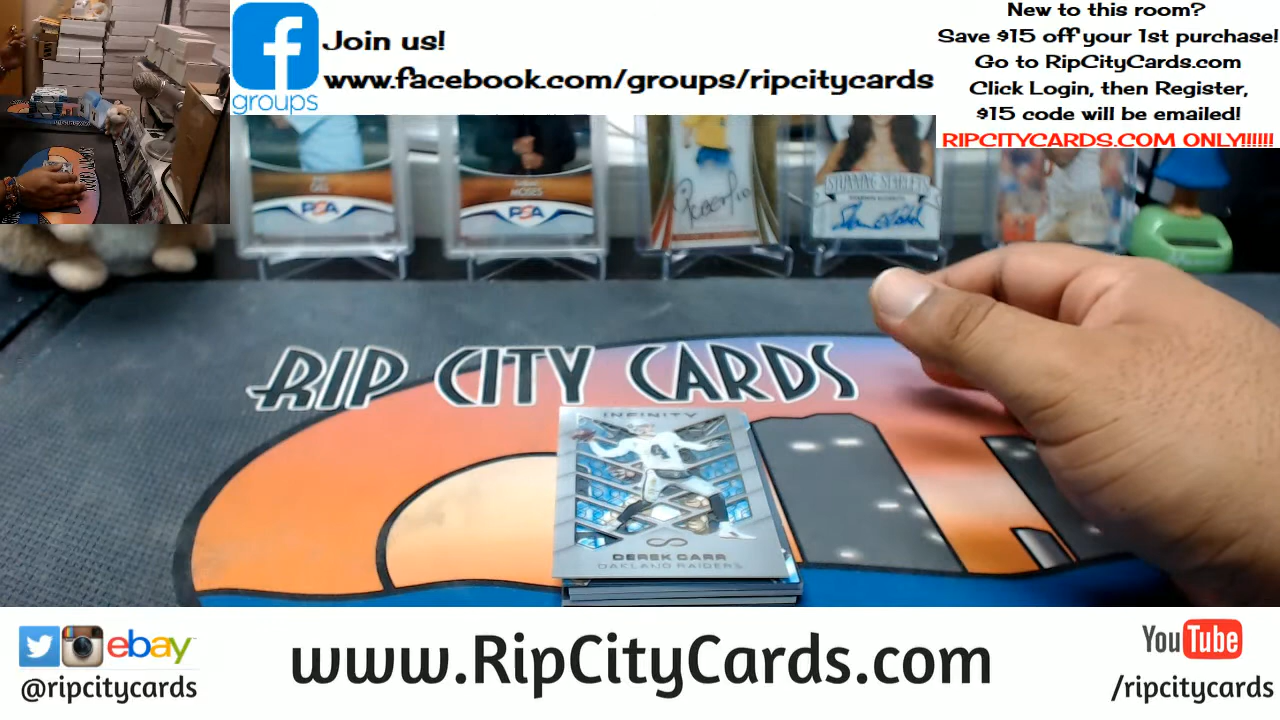 Join us!
www.facebook.com/groups/ripcitycards
groups
New to this room?
Save $15 off your 1st purchase!
Go to RipCityCards.com
Click Login, then Register,
$15 code will be emailed!
RIPCITYCARDS.COM ONLY!!!!!!
PSA
PSA
STUNNING STARLETS
RIP CITY CARDS
INFINITY
DEREK CARR
OAKLAND RAIDERS
ebay
@ripcitycards
www.RipCityCards.com
YouTube
/ripcitycards